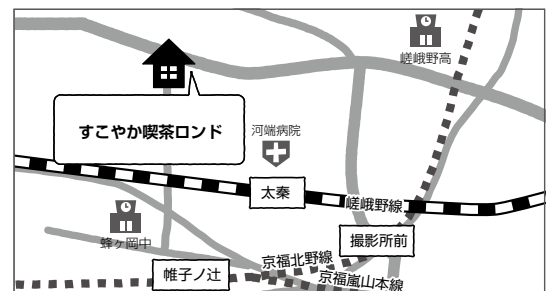 嵯峨野高
すこやか喫茶ロンド
河端病院
太秦
嵯峨野線
蜂ヶ岡中
撮影所前
京福北野線
帷子ノ辻
京福嵐山本線